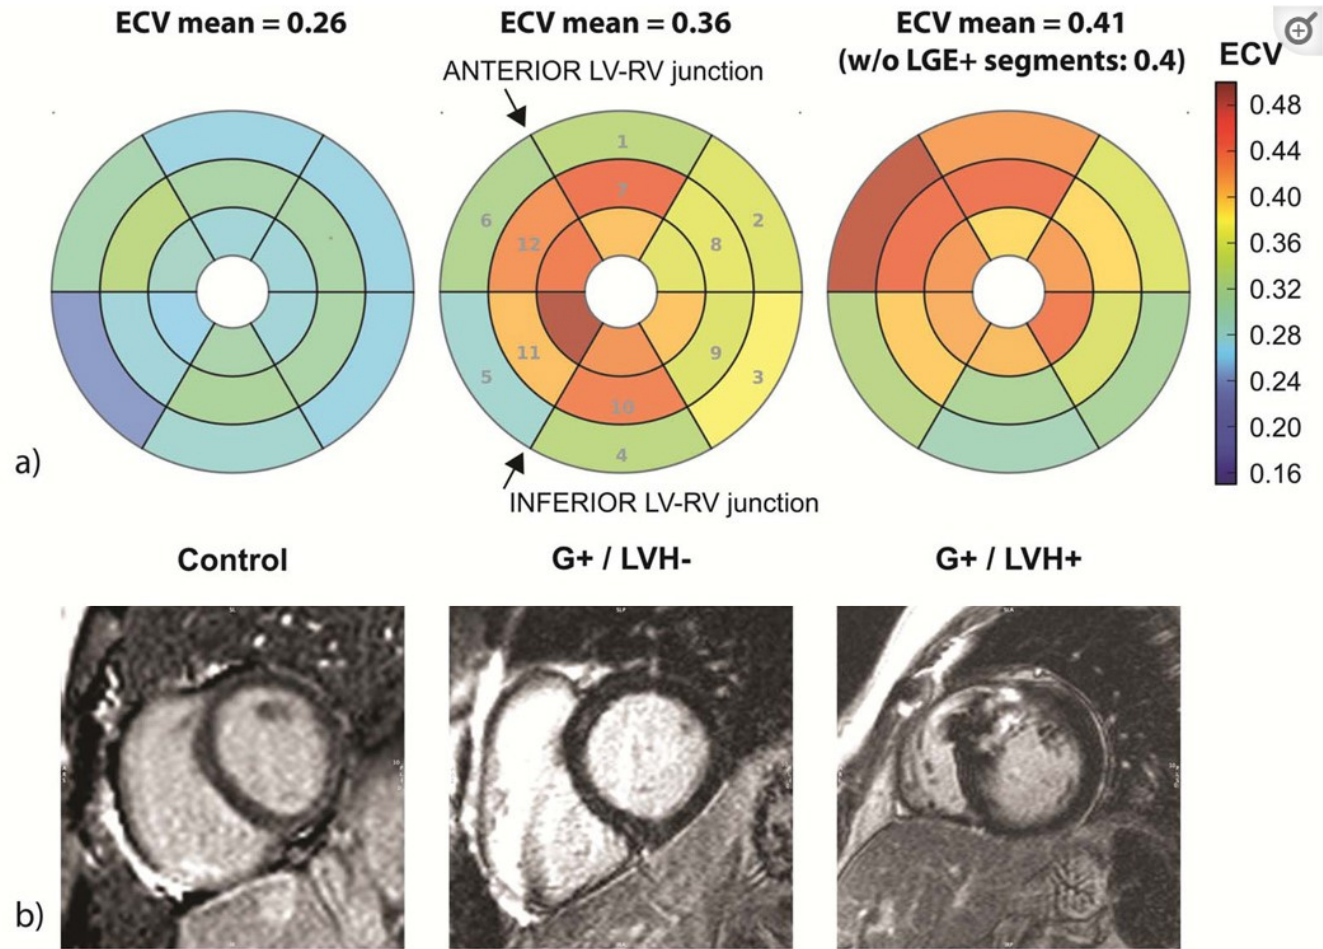 ECV mean = 0.26
ECV mean = 0.36
ECV mean = 0.41
(w/o LGE+ segments: 0.4)
ECV
ANTERIOR LV-RV junction
0.48
0.44
0.40
0.36
0.32
0.28
0.24
0.20
0.16
1
7
6
2
12
8
11
9
5
3
10
4
a)
INFERIOR LV-RV junction
Control
G+ / LVH-
G+ / LVH+
b)